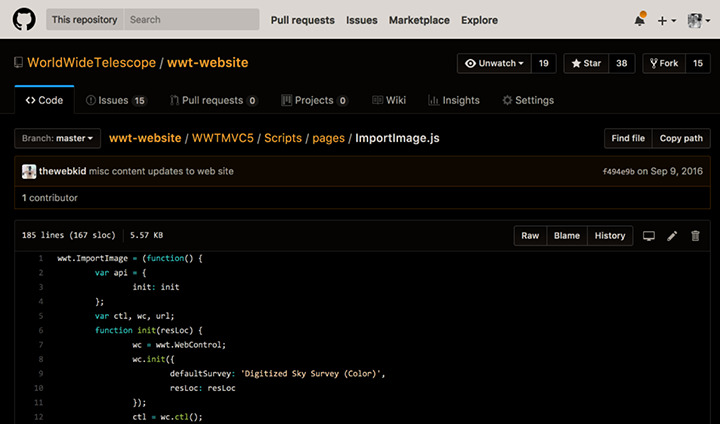 This repository Search Pull requests Issues Marketplace Explore
WorldWideTelescope / wwt-website Unwatch 19 Star 38 Fork 15
<> Code Issues 15 Pull requests 0 Projects 0 Wiki Insights Settings
Branch: master wwt-website / WWTMVC5 / Scripts / pages / ImportImage.js Find file Copy path
thewebkid misc content updates to web site f494e9b on Sep 9, 2016
1 contributor
185 lines (167 sloc) 5.57 KB Raw Blame History
1 wwt.ImportImage = (function() {
2 var api = {
3 init: init
4 };
5 var ctl, wc, url;
6 function init(resLoc) {
7 wc = wwt.WebControl;
8 wc.init({
9 defaultSurvey: 'Digitized Sky Survey (Color)',
10 resLoc: resLoc
11 });
12 ctl = wc.ctl();